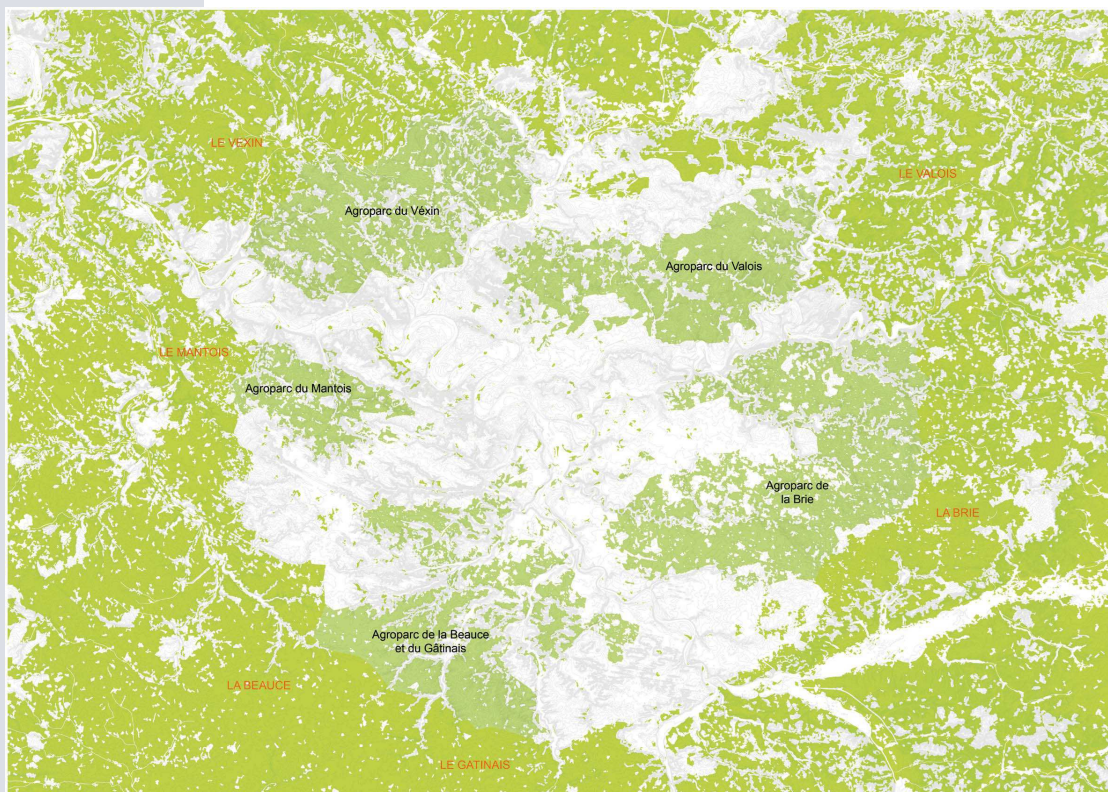 LE VEXIN
LE VALOIS
Agroparc du Véxin
Agroparc du Valois
LE MANTOIS
Agroparc du Mantois
Agroparc de
la Brie
LA BRIE
Agroparc de la Beauce
et du Gâtinais
LA BEAUCE
LE GATINAIS